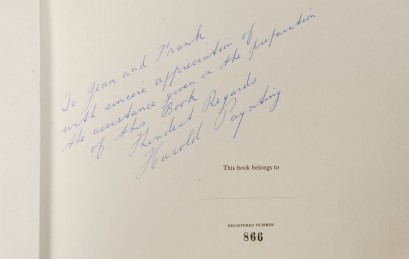 To Jean and Frank
with sincere appreciation of
the assistance given in the preparation
of this Book
Kindest Regards
Harold Paynting
This book belongs to
REGISTERED NUMBER
866